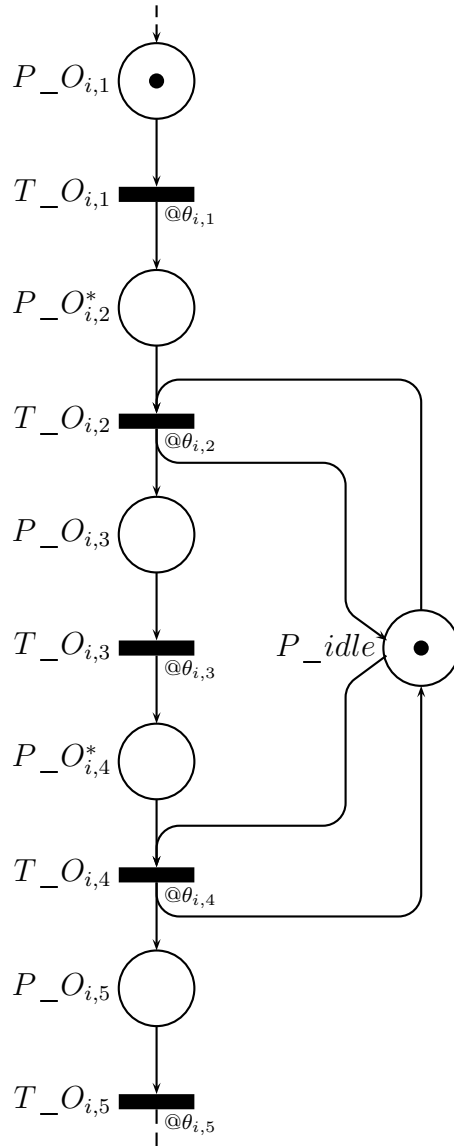 P_O_{i,1}
T_O_{i,1}
@θ_{i,1}
P_O^*_{i,2}
T_O_{i,2}
@θ_{i,2}
P_O_{i,3}
T_O_{i,3}
@θ_{i,3}
P_idle
P_O^*_{i,4}
T_O_{i,4}
@θ_{i,4}
P_O_{i,5}
T_O_{i,5}
@θ_{i,5}